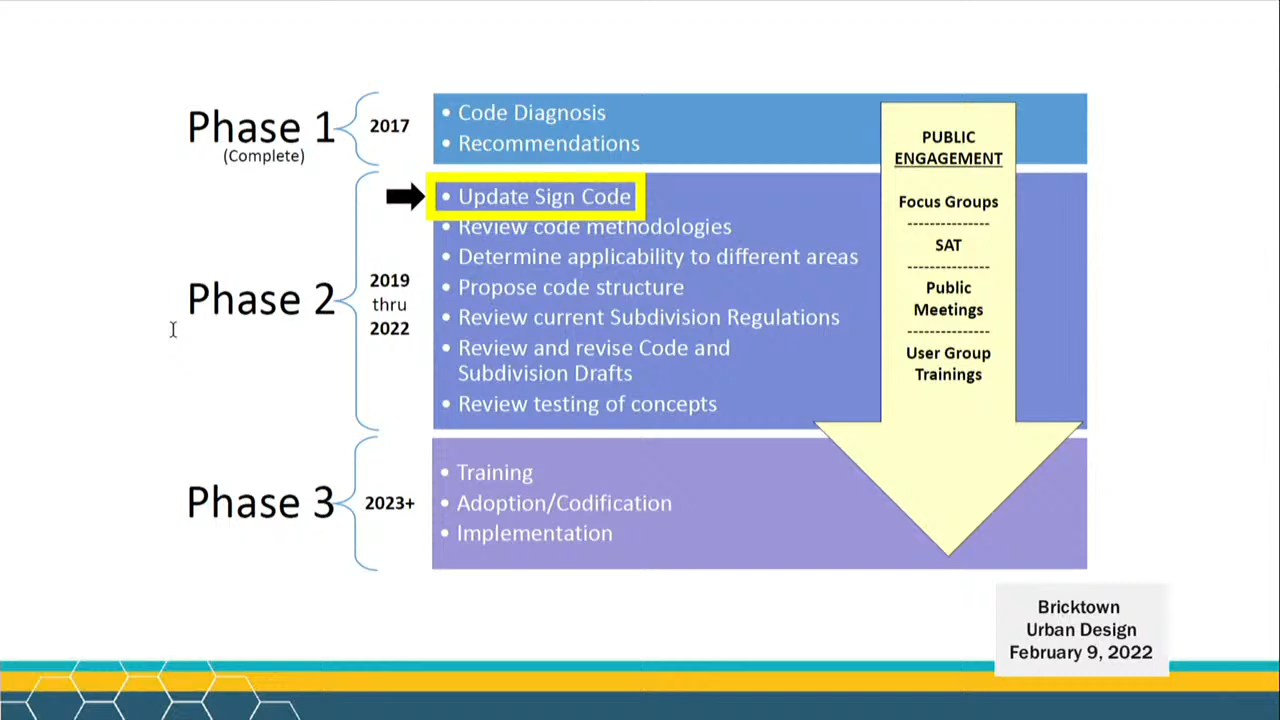 Phase 1
(Complete)
2017
• Code Diagnosis
• Recommendations
Phase 2
2019
thru
2022
• Update Sign Code
• Review code methodologies
• Determine applicability to different areas
• Propose code structure
• Review current Subdivision Regulations
• Review and revise Code and
Subdivision Drafts
• Review testing of concepts
Phase 3
2023+
• Training
• Adoption/Codification
• Implementation
PUBLIC
ENGAGEMENT
Focus Groups
---------------
SAT
---------------
Public
Meetings
---------------
User Group
Trainings
Bricktown
Urban Design
February 9, 2022